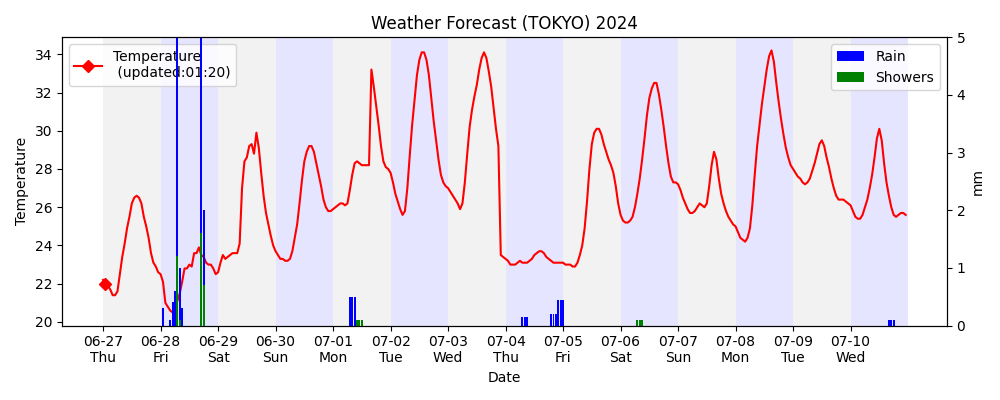 Weather Forecast (TOKYO) 2024
Temperature
(updated:01:20)
Rain
Showers
Temperature
34
32
30
28
26
24
22
20
5
4
3
2
1
0
mm
06-27 06-28 06-29 06-30 07-01 07-02 07-03 07-04 07-05 07-06 07-07 07-08 07-09 07-10
Thu Fri Sat Sun Mon Tue Wed Thu Fri Sat Sun Mon Tue Wed
Date